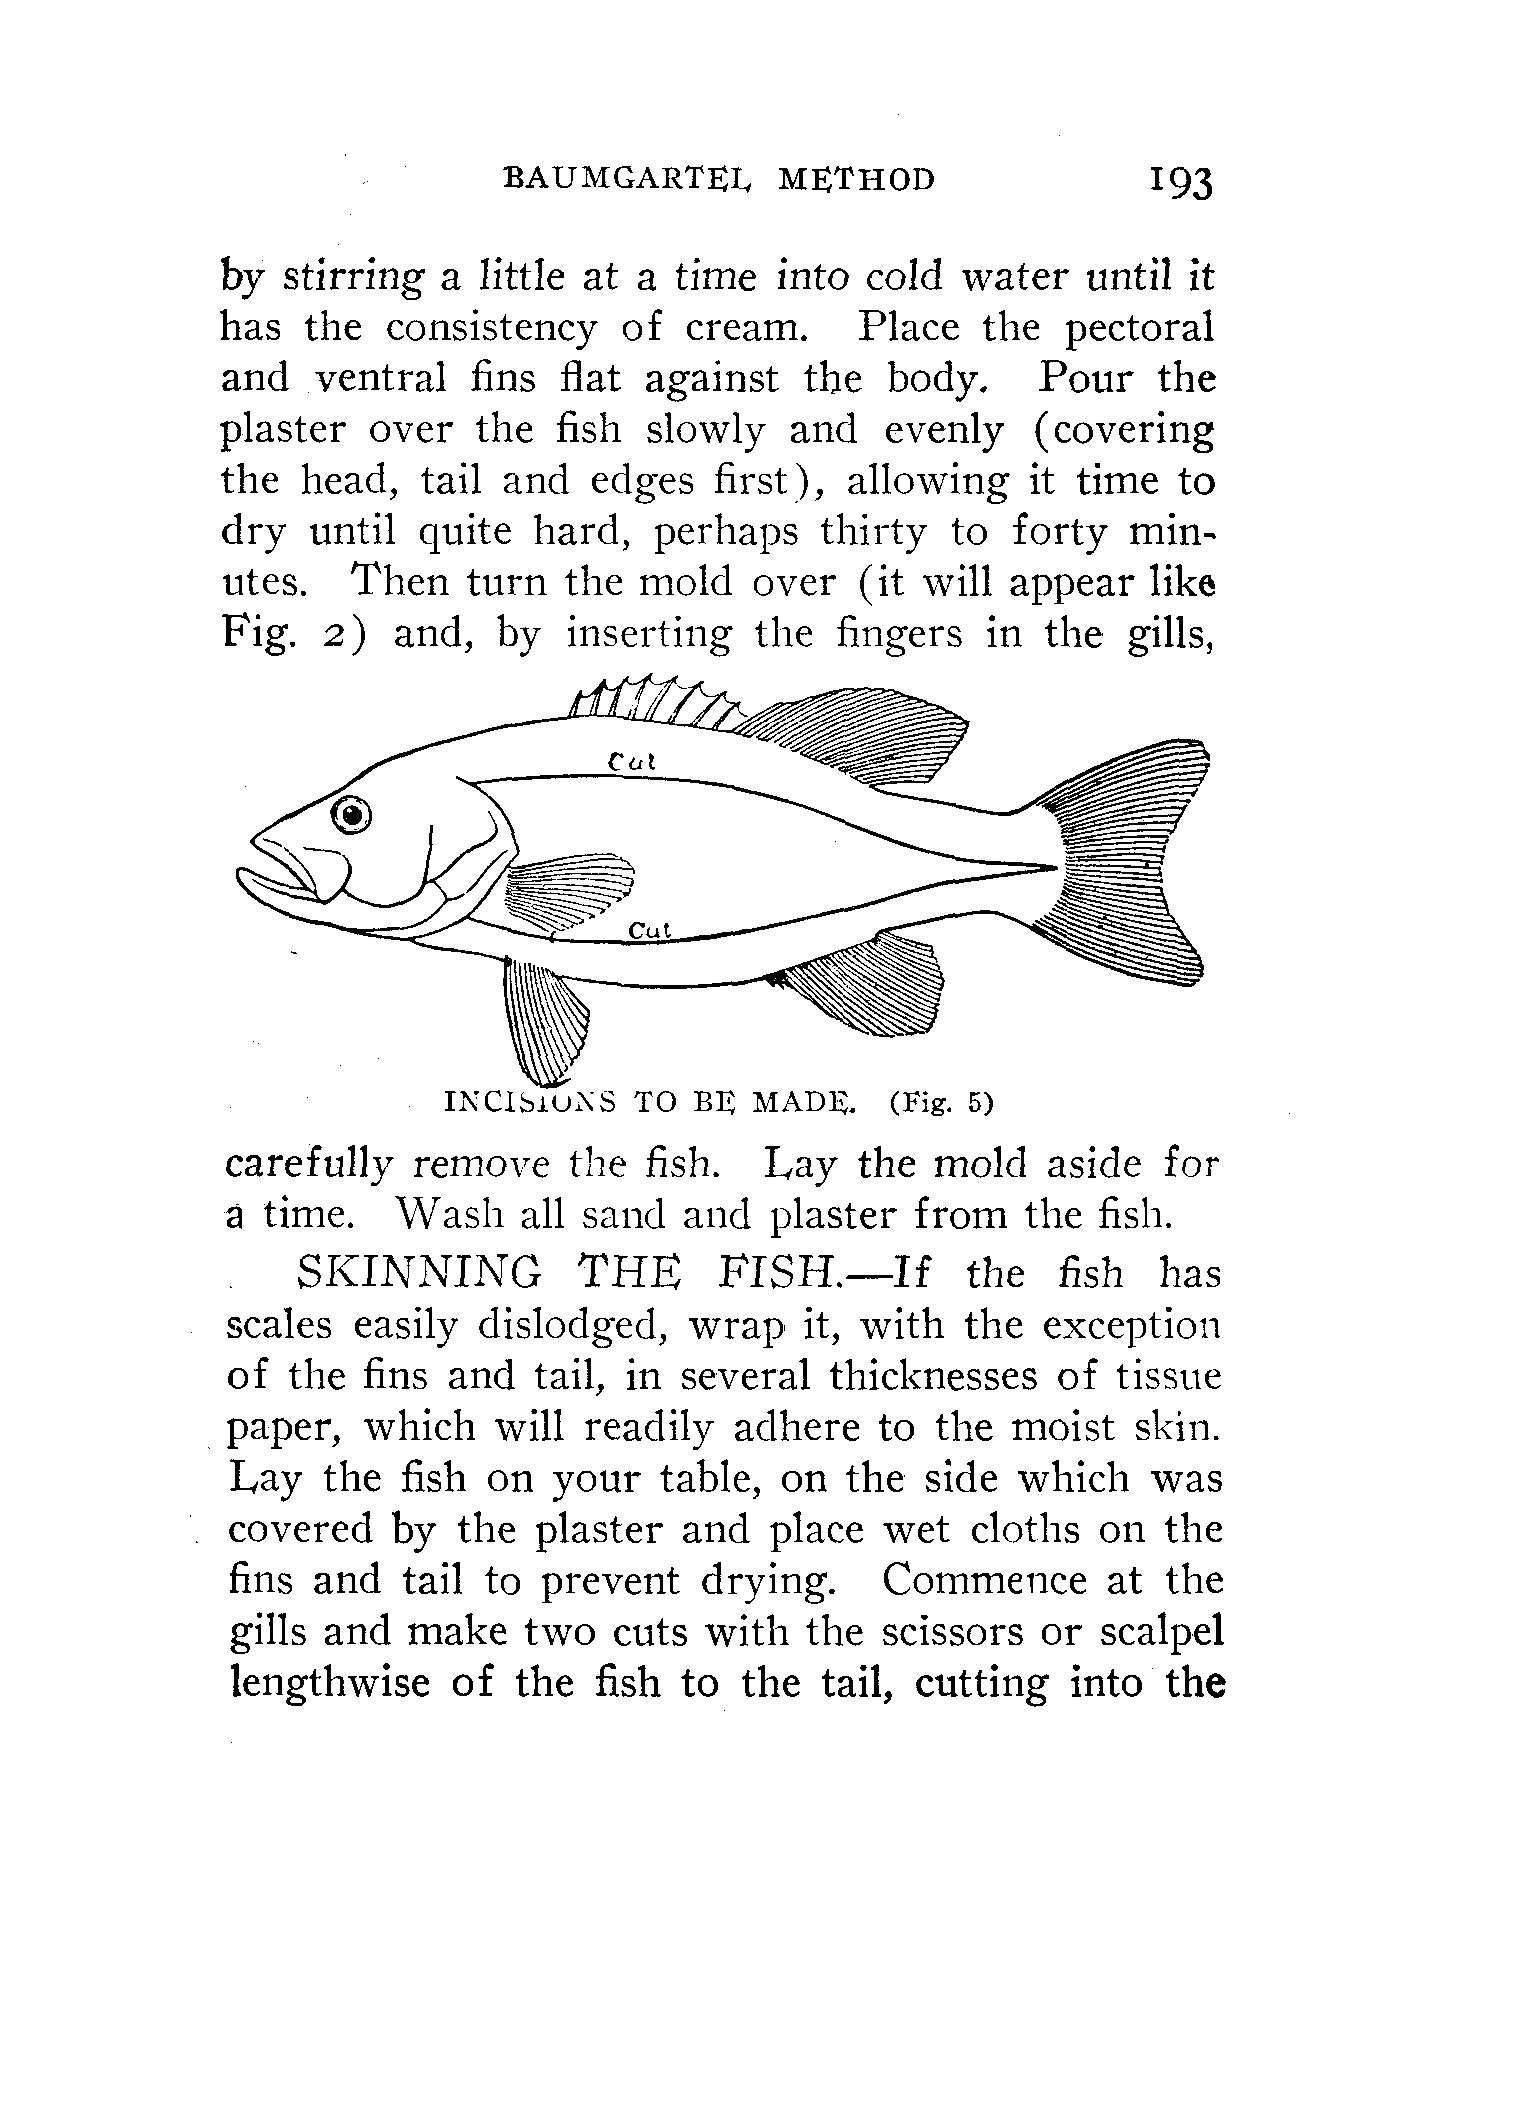 BAUMGARTEL METHOD 193
by stirring a little at a time into cold water until it
has the consistency of cream. Place the pectoral
and ventral fins flat against the body. Pour the
plaster over the fish slowly and evenly (covering
the head, tail and edges first), allowing it time to
dry until quite hard, perhaps thirty to forty min-
utes. Then turn the mold over (it will appear like
Fig. 2) and, by inserting the fingers in the gills,
Cut
Cut
INCISIONS TO BE MADE. (Fig. 5)
carefully remove the fish. Lay the mold aside for
a time. Wash all sand and plaster from the fish.
SKINNING THE FISH.—If the fish has
scales easily dislodged, wrap it, with the exception
of the fins and tail, in several thicknesses of tissue
paper, which will readily adhere to the moist skin.
Lay the fish on your table, on the side which was
covered by the plaster and place wet cloths on the
fins and tail to prevent drying. Commence at the
gills and make two cuts with the scissors or scalpel
lengthwise of the fish to the tail, cutting into the